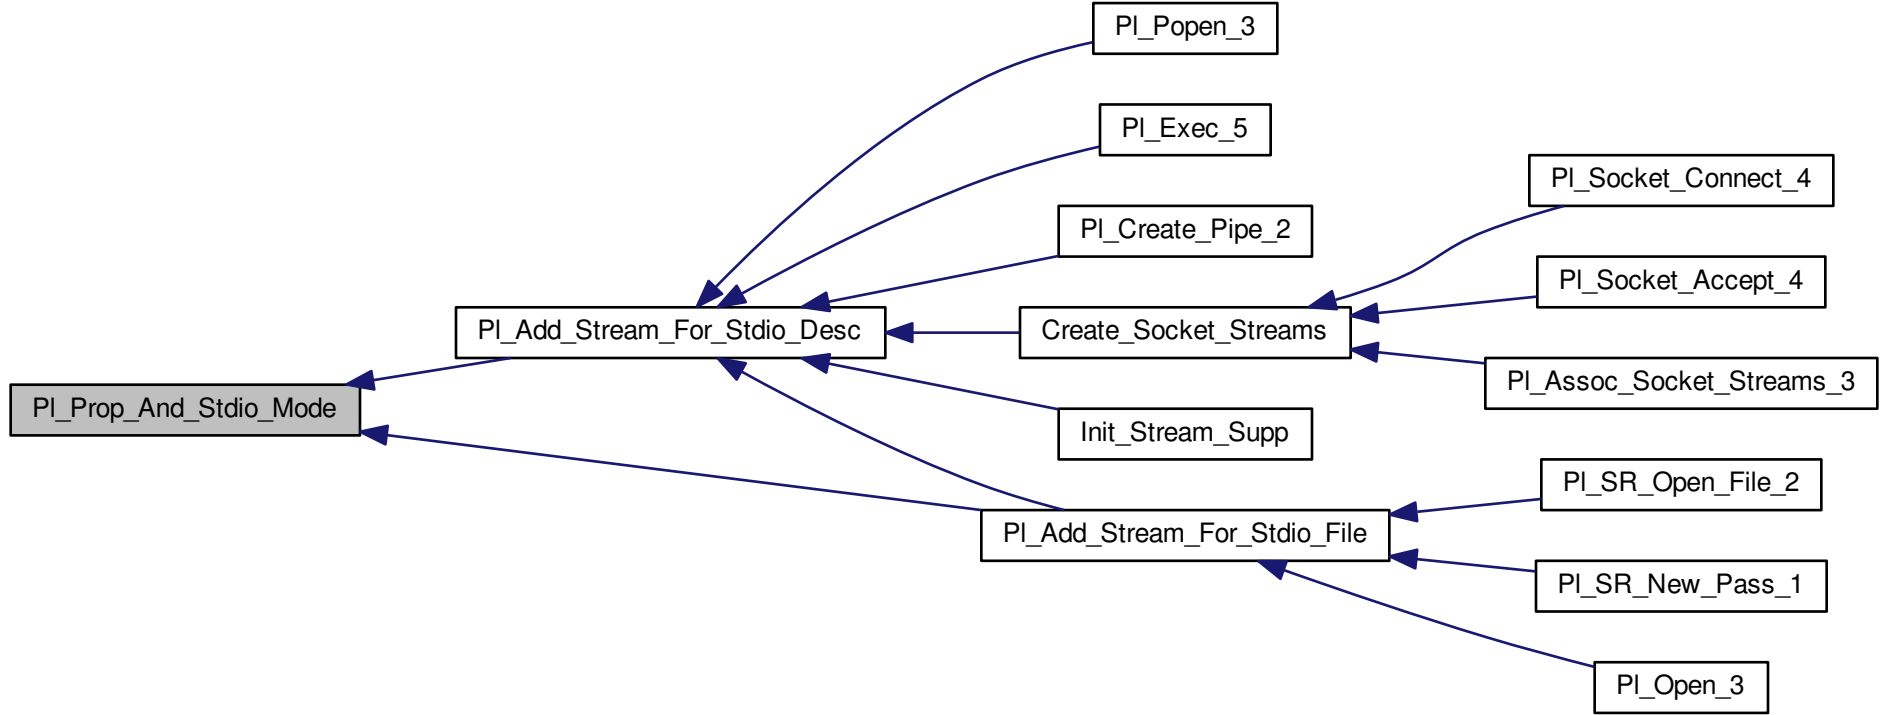 Pl_Popen_3
Pl_Exec_5
Pl_Socket_Connect_4
Pl_Create_Pipe_2
Pl_Socket_Accept_4
Pl_Add_Stream_For_Stdio_Desc
Create_Socket_Streams
Pl_Assoc_Socket_Streams_3
Pl_Prop_And_Stdio_Mode
Init_Stream_Supp
Pl_SR_Open_File_2
Pl_Add_Stream_For_Stdio_File
Pl_SR_New_Pass_1
Pl_Open_3